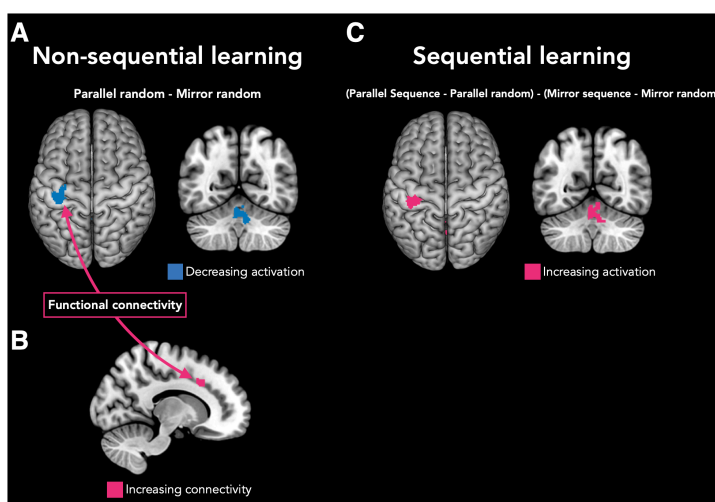 A
Non-sequential learning
Parallel random - Mirror random
Decreasing activation
Functional connectivity
B
Increasing connectivity
C
Sequential learning
(Parallel Sequence - Parallel random) - (Mirror sequence - Mirror random
Increasing activation